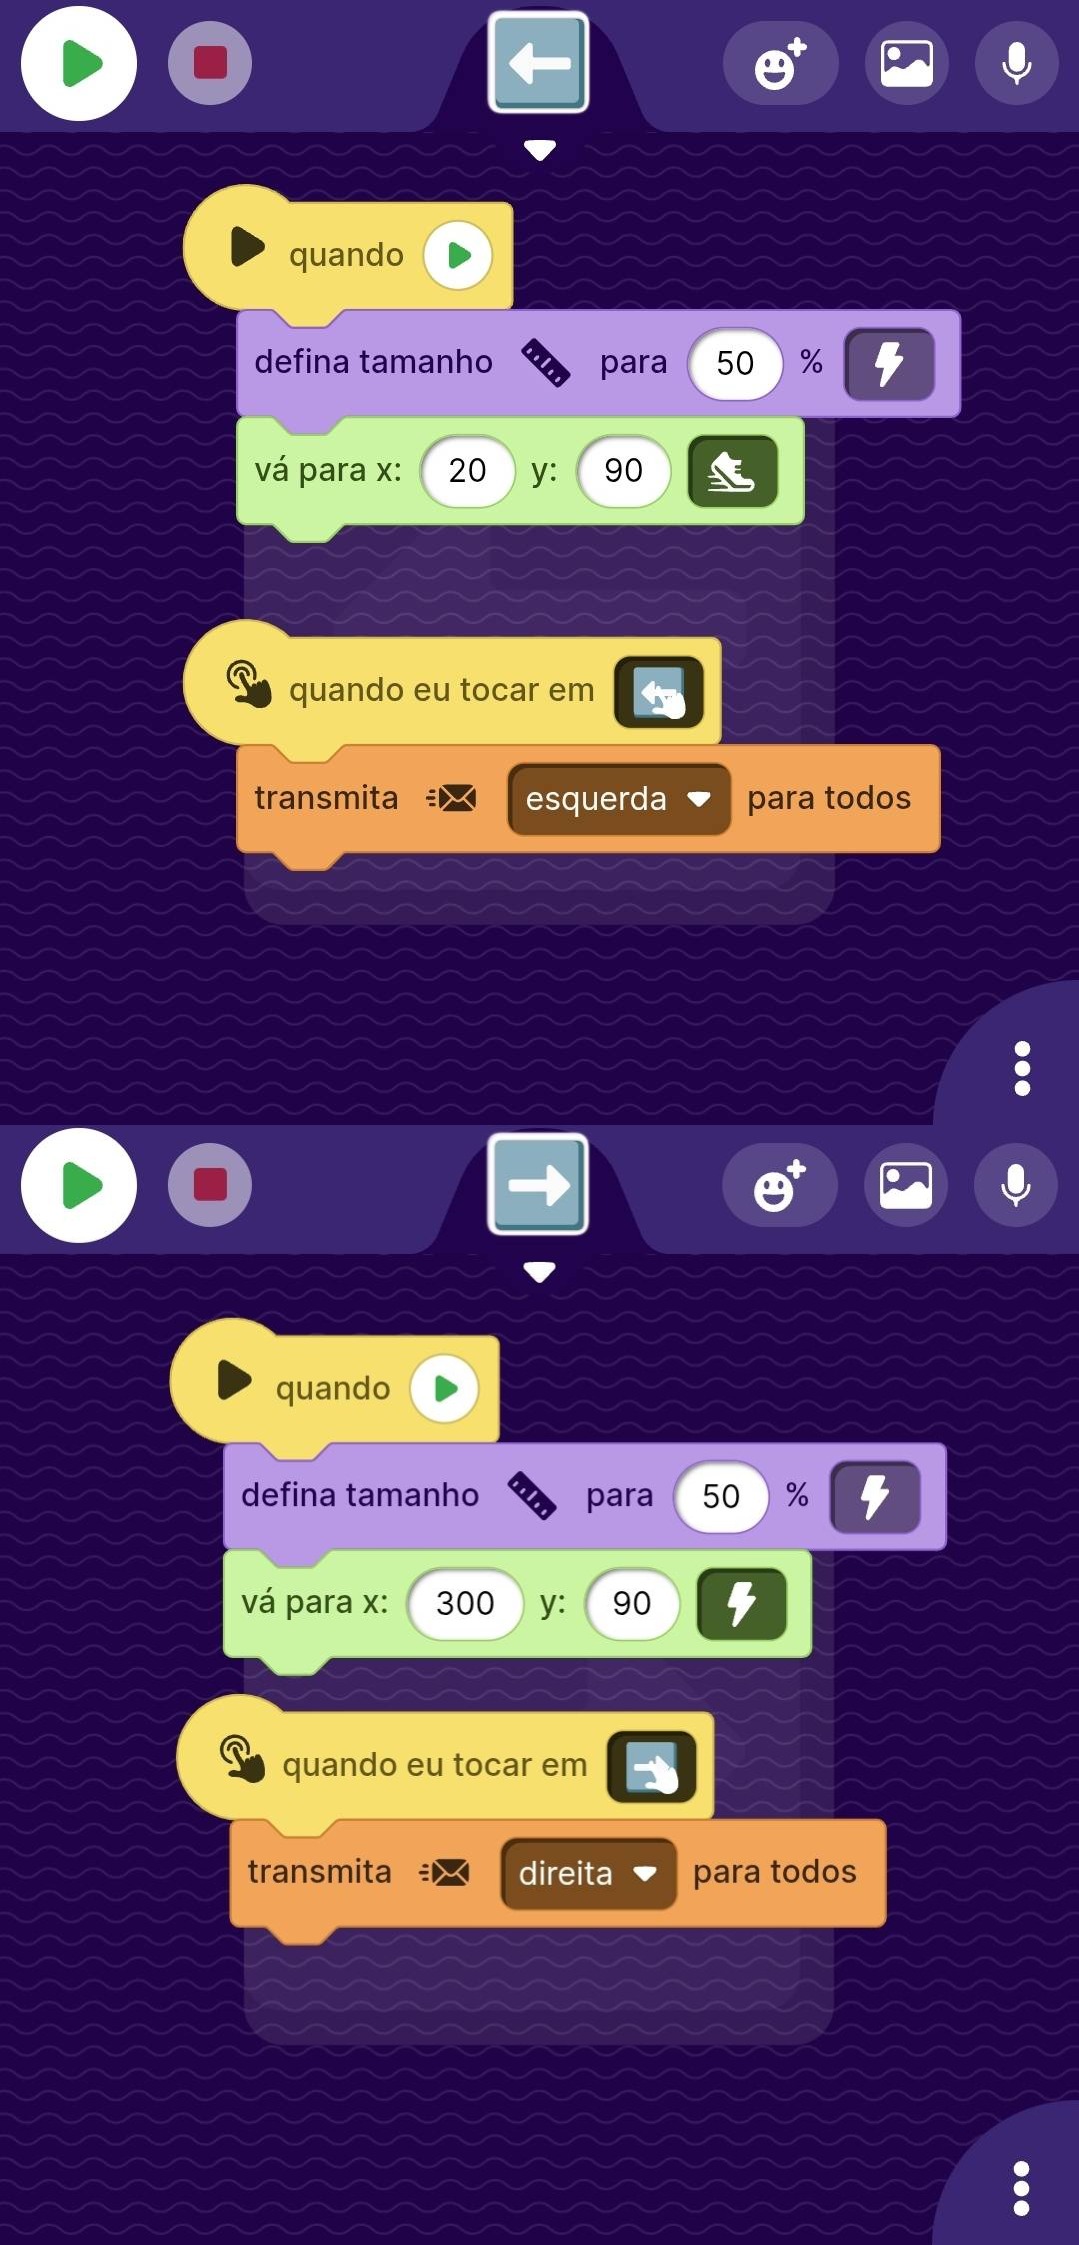 quando
defina tamanho para 50 %
vá para x: 20 y: 90
quando eu tocar em
transmita esquerda para todos
quando
defina tamanho para 50 %
vá para x: 300 y: 90
quando eu tocar em
transmita direita para todos